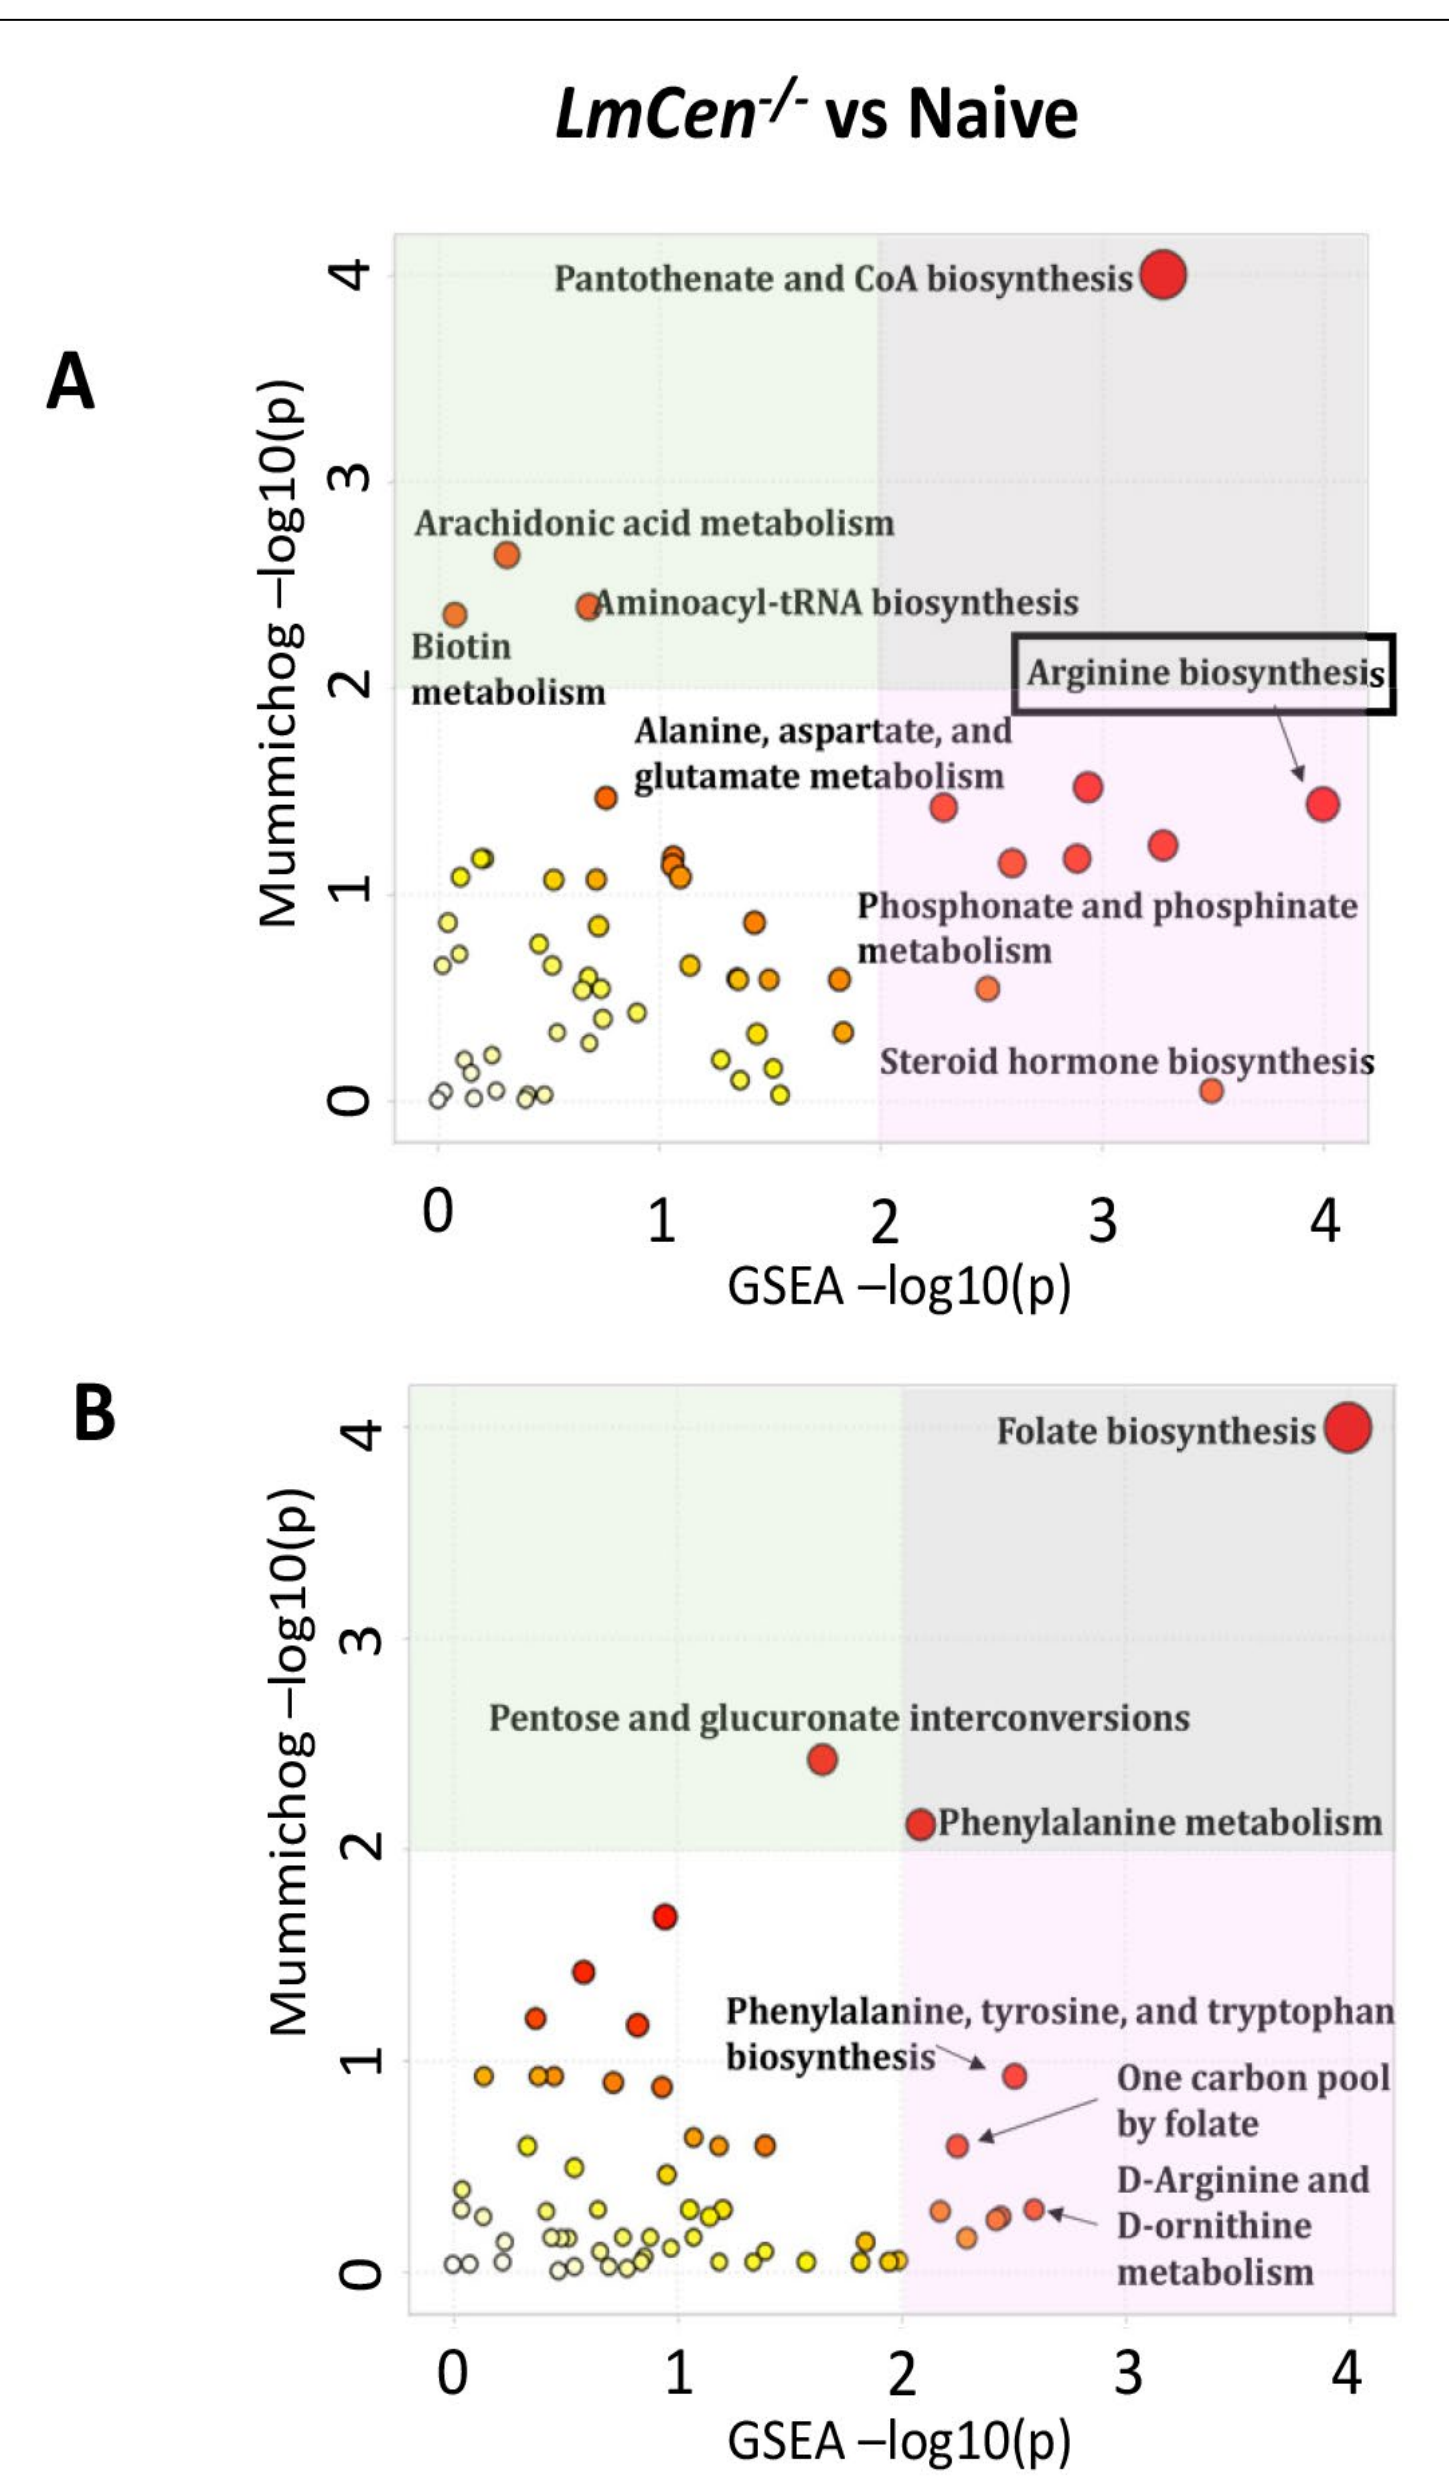 LmCen-/- vs Naive
A
Mummichog –log10(p)
4
3
2
1
0
Pantothenate and CoA biosynthesis
Arachidonic acid metabolism
Aminoacyl-tRNA biosynthesis
Biotin
metabolism
Arginine biosynthesis
Alanine, aspartate, and
glutamate metabolism
Phosphonate and phosphinate
metabolism
Steroid hormone biosynthesis
0 1 2 3 4
GSEA –log10(p)
B
Mummichog –log10(p)
4
3
2
1
0
Folate biosynthesis
Pentose and glucuronate interconversions
Phenylalanine metabolism
Phenylalanine, tyrosine, and tryptophan
biosynthesis
One carbon pool
by folate
D-Arginine and
D-ornithine
metabolism
0 1 2 3 4
GSEA –log10(p)